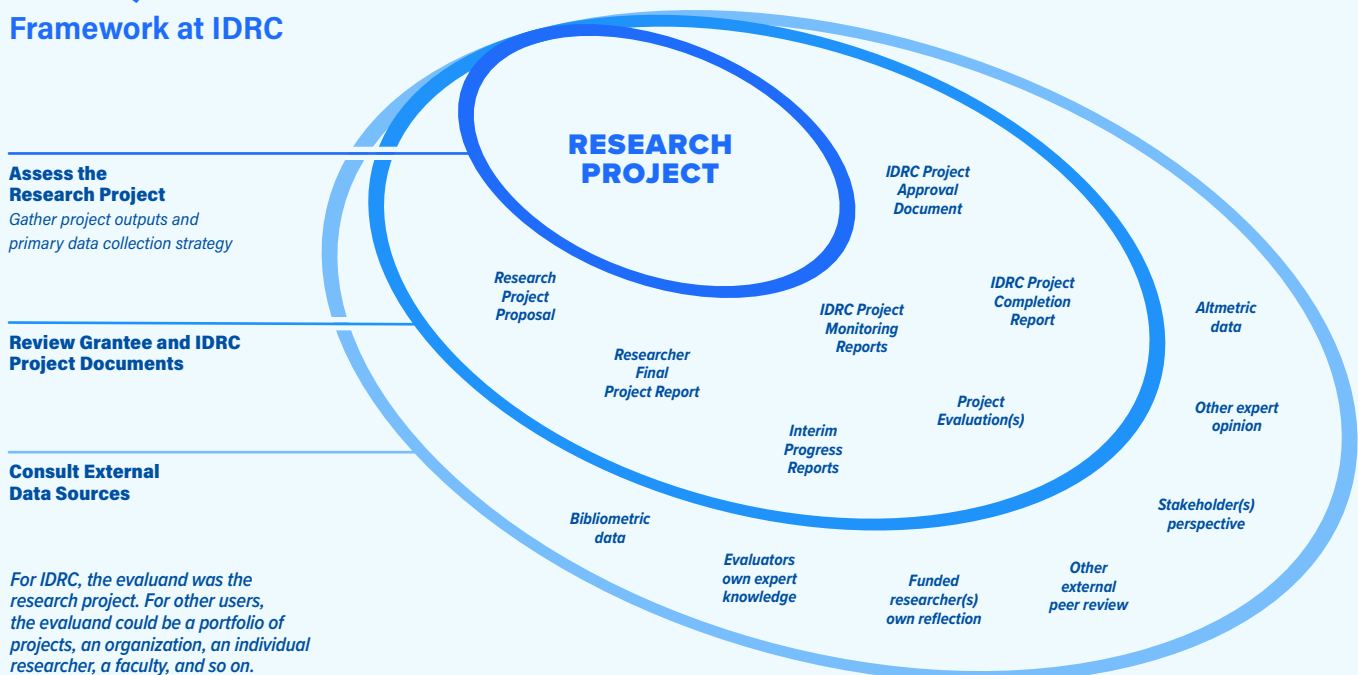 Framework at IDRC
RESEARCH
PROJECT
Assess the
Research Project
Gather project outputs and
primary data collection strategy
Review Grantee and IDRC
Project Documents
Consult External
Data Sources
For IDRC, the evaluand was the
research project. For other users,
the evaluand could be a portfolio of
projects, an organization, an individual
researcher, a faculty, and so on.
IDRC Project
Approval
Document
Research
Project
Proposal
IDRC Project
Monitoring
Reports
IDRC Project
Completion
Report
Researcher
Final
Project Report
Project
Evaluation(s)
Interim
Progress
Reports
Altmetric
data
Other expert
opinion
Stakeholder(s)
perspective
Bibliometric
data
Evaluators
own expert
knowledge
Funded
researcher(s)
own reflection
Other
external
peer review